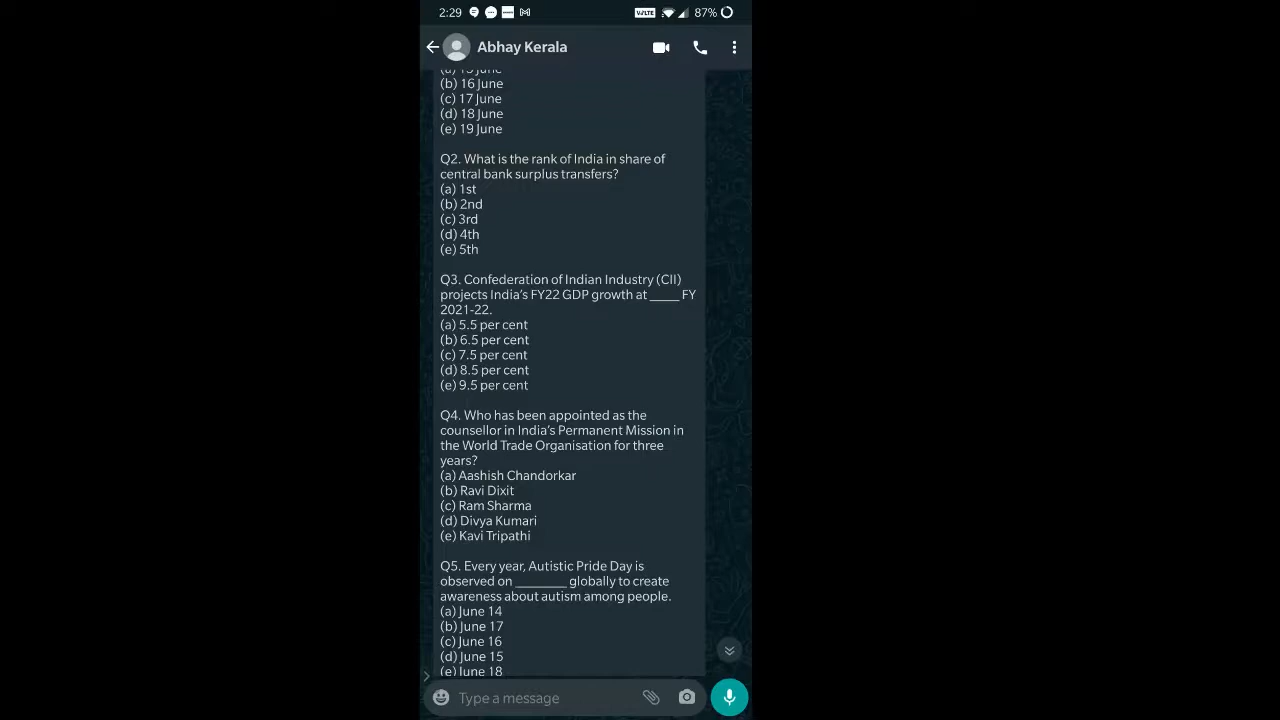 2:29
VoLTE
87%
Abhay Kerala
(a) 15 June
(b) 16 June
(c) 17 June
(d) 18 June
(e) 19 June
Q2. What is the rank of India in share of
central bank surplus transfers?
(a) 1st
(b) 2nd
(c) 3rd
(d) 4th
(e) 5th
Q3. Confederation of Indian Industry (CII)
projects India’s FY22 GDP growth at _____ FY
2021-22.
(a) 5.5 per cent
(b) 6.5 per cent
(c) 7.5 per cent
(d) 8.5 per cent
(e) 9.5 per cent
Q4. Who has been appointed as the
counsellor in India’s Permanent Mission in
the World Trade Organisation for three
years?
(a) Aashish Chandorkar
(b) Ravi Dixit
(c) Ram Sharma
(d) Divya Kumari
(e) Kavi Tripathi
Q5. Every year, Autistic Pride Day is
observed on _________ globally to create
awareness about autism among people.
(a) June 14
(b) June 17
(c) June 16
(d) June 15
(e) June 18
Type a message